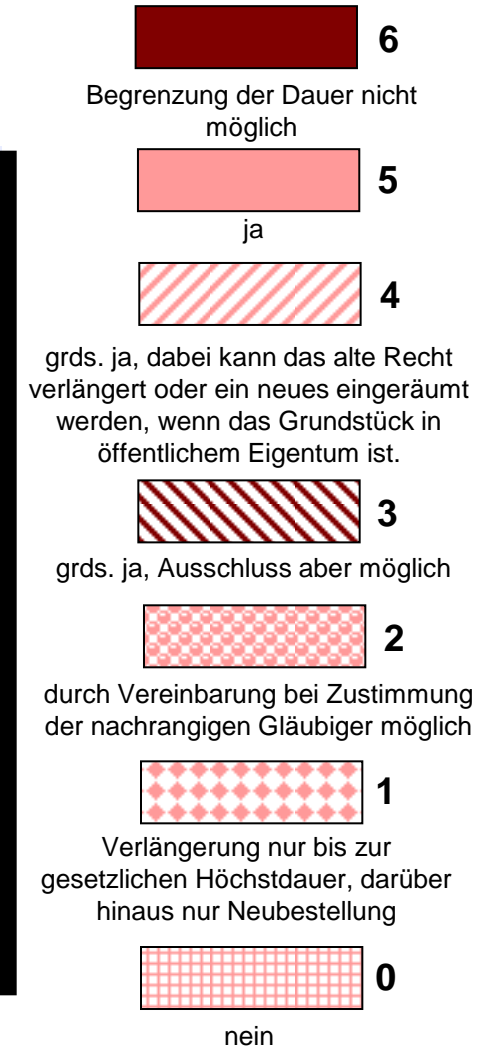 6
Begrenzung der Dauer nicht
möglich
5
ja
4
grds. ja, dabei kann das alte Recht
verlängert oder ein neues eingeräumt
werden, wenn das Grundstück in
öffentlichem Eigentum ist.
3
grds. ja, Ausschluss aber möglich
2
durch Vereinbarung bei Zustimmung
der nachrangigen Gläubiger möglich
1
Verlängerung nur bis zur
gesetzlichen Höchstdauer, darüber
hinaus nur Neubestellung
0
nein